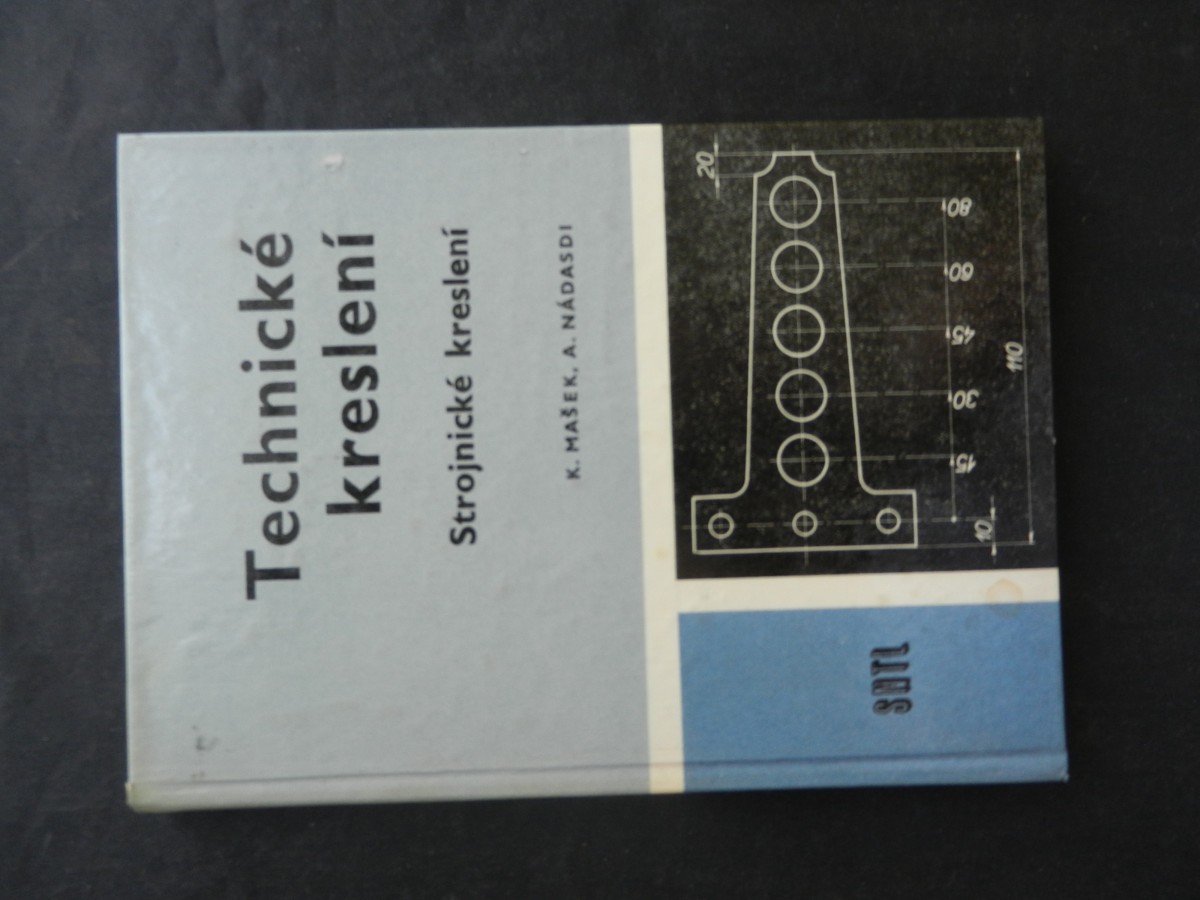 Technické
kreslení
Strojnické kreslení
K. MAŠEK, A. NÁDASDI
SNTL
20
10
15
30
45
60
80
110